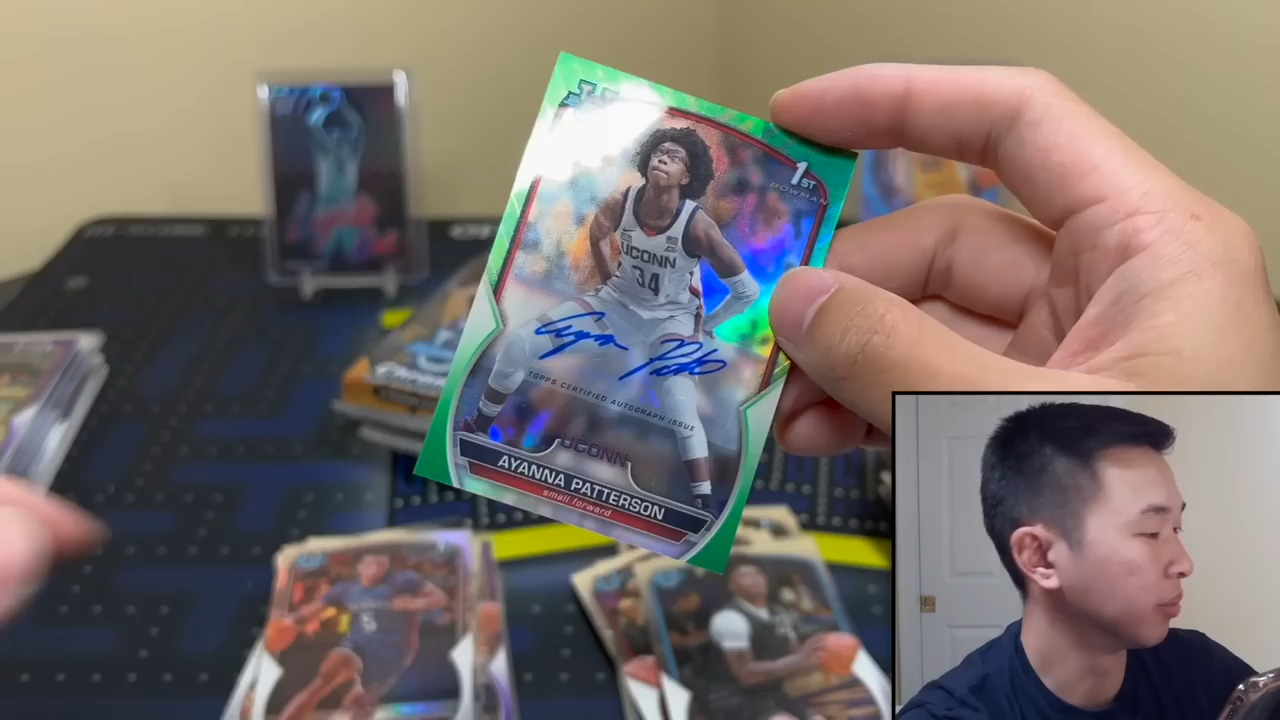 1ST
BOWMAN
UCONN
34
TOPPS CERTIFIED AUTOGRAPH ISSUE
UCONN
AYANNA PATTERSON
small forward